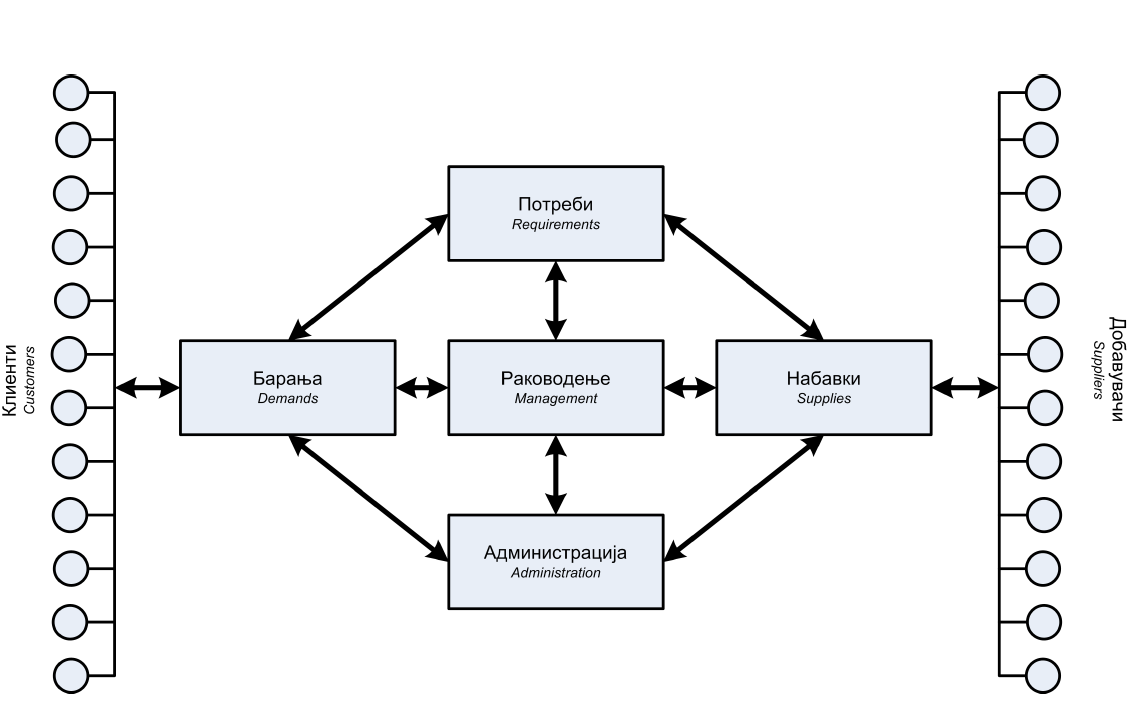 Потреби
Requirements
Клиенти
Customers
Барања
Demands
Раководење
Management
Набавки
Supplies
Добавувачи
Suppliers
Администрација
Administration